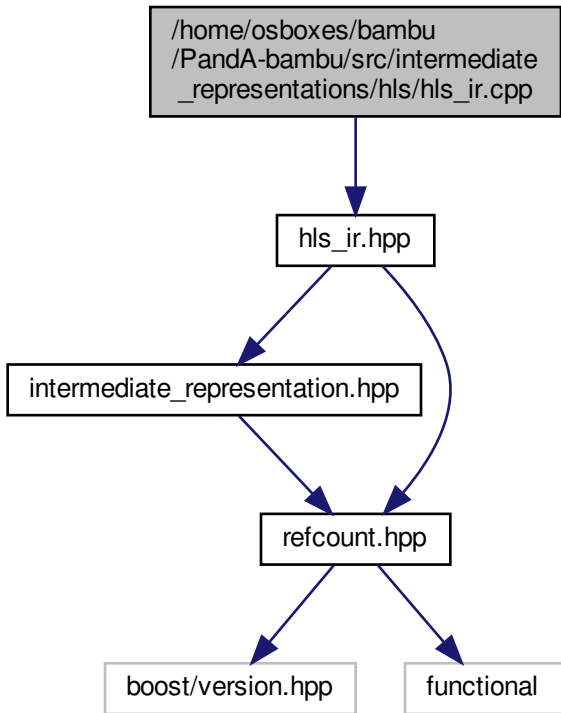 /home/osboxes/bambu
/PandA-bambu/src/intermediate
_representations/hls/hls_ir.cpp
hls_ir.hpp
intermediate_representation.hpp
refcount.hpp
boost/version.hpp
functional